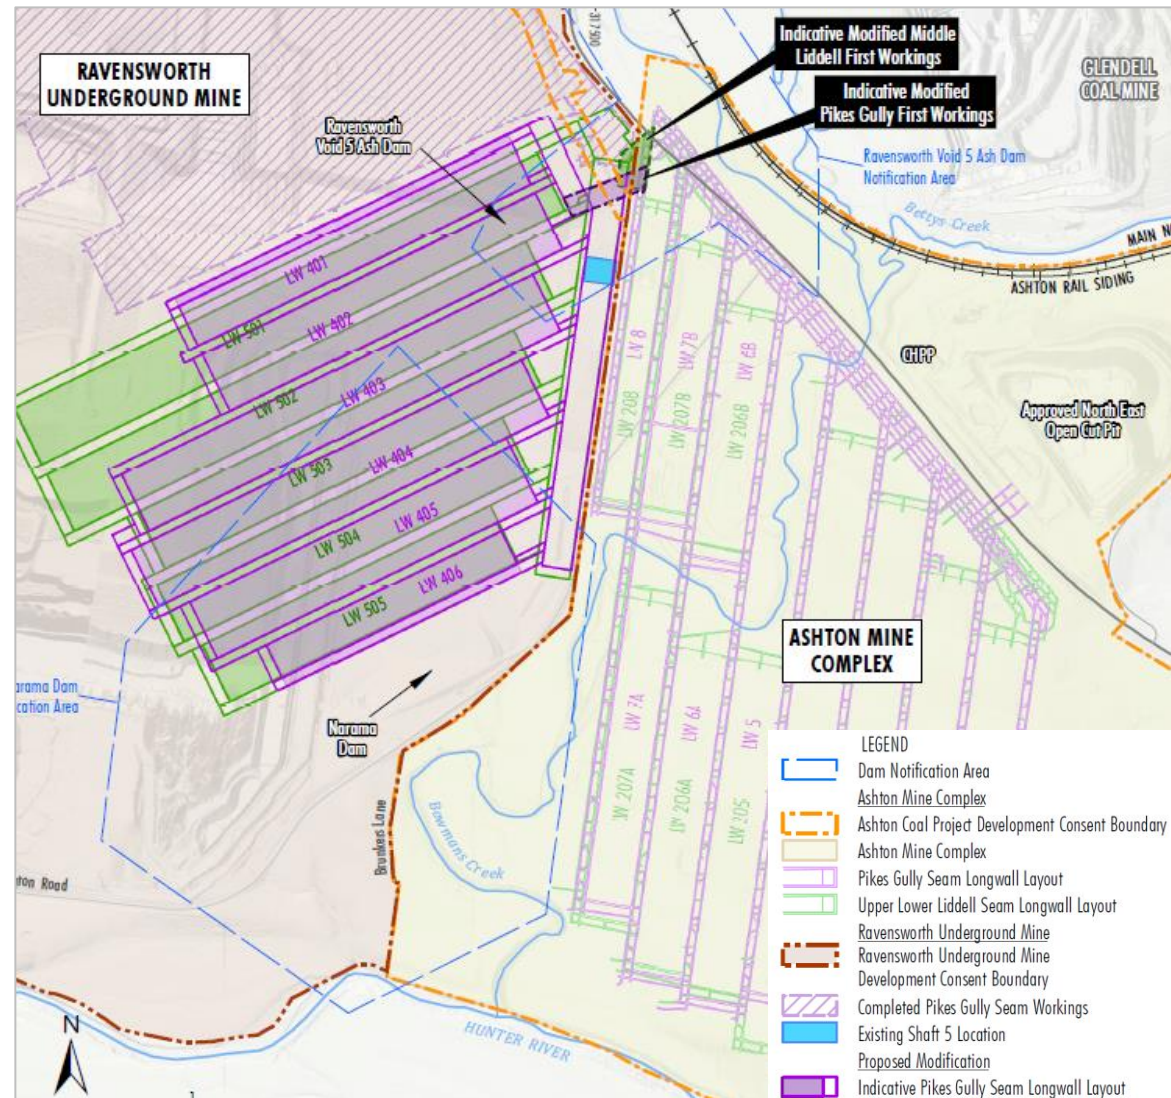 RAVENSWORTH
UNDERGROUND MINE
-317500
Indicative Modified Middle
Liddell First Workings
GLENDELL
COAL MINE
Indicative Modified
Pikes Gully First Workings
Ravensworth
Void 5 Ash Dam
Ravensworth Void 5 Ash Dam
Notification Area
Bettys Creek
MAIN N
ASHTON RAIL SIDING
LW 401
LW 501
LW 402
LW 502
LW 403
LW 503
LW 404
LW 504
LW 405
LW 505
LW 406
LW 8
LW 7B
LW 6B
LW 208
LW 207B
LW 206B
CHPP
Approved North East
Open Cut Pit
ASHTON MINE
COMPLEX
arama Dam
cation Area
Narama
Dam
LW 7A
LW 6A
LW 5
LW 207A
LW 206A
LW 205
Brunkers Lane
Bowmans Creek
ton Road
HUNTER RIVER
N
1
LEGEND
Dam Notification Area
Ashton Mine Complex
Ashton Coal Project Development Consent Boundary
Ashton Mine Complex
Pikes Gully Seam Longwall Layout
Upper Lower Liddell Seam Longwall Layout
Ravensworth Underground Mine
Ravensworth Underground Mine
Development Consent Boundary
Completed Pikes Gully Seam Workings
Existing Shaft 5 Location
Proposed Modification
Indicative Pikes Gully Seam Longwall Layout